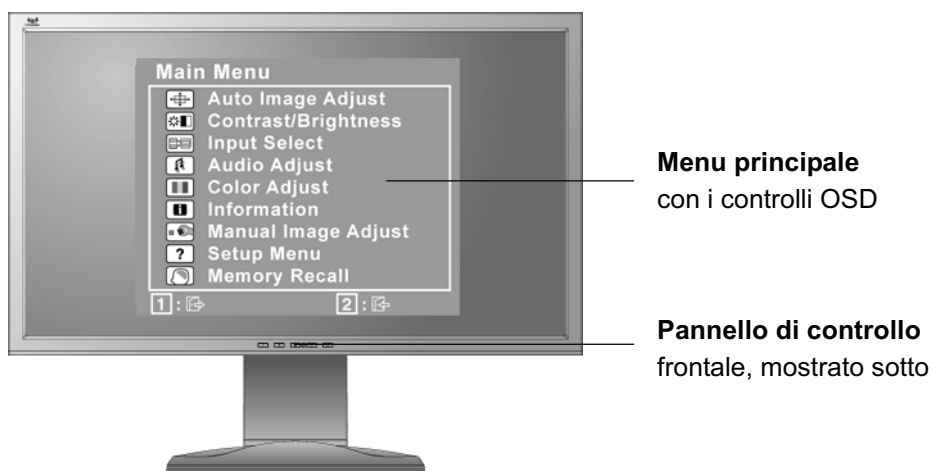 Main Menu
Auto Image Adjust
Contrast/Brightness
Input Select
Audio Adjust
Color Adjust
Information
Manual Image Adjust
Setup Menu
Memory Recall
1 :
2 :
Menu principale
con i controlli OSD
Pannello di controllo
frontale, mostrato sotto